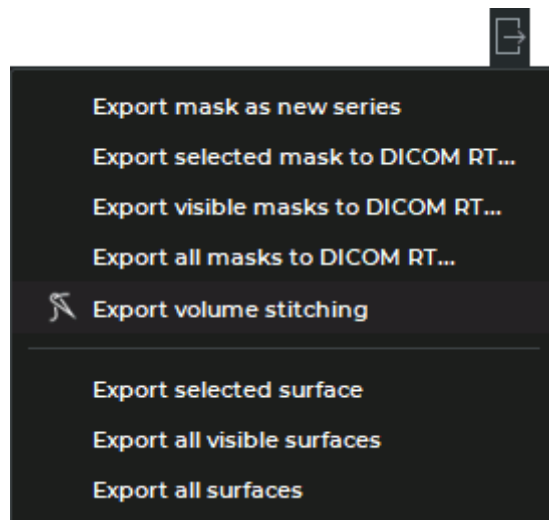 Export mask as new series
Export selected mask to DICOM RT...
Export visible masks to DICOM RT...
Export all masks to DICOM RT...
Export volume stitching
Export selected surface
Export all visible surfaces
Export all surfaces